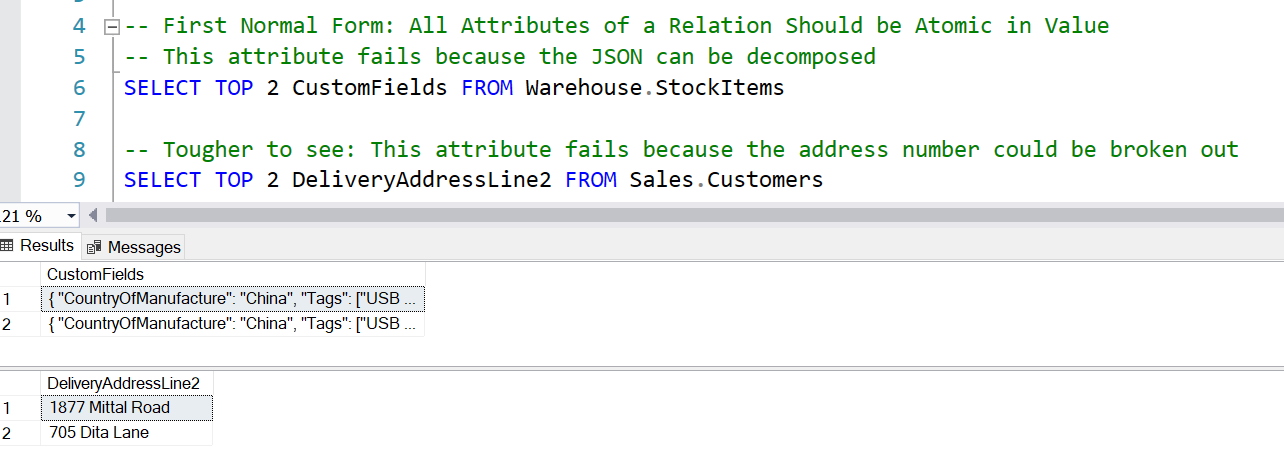 4 -- First Normal Form: All Attributes of a Relation Should be Atomic in Value
5 -- This attribute fails because the JSON can be decomposed
6 SELECT TOP 2 CustomFields FROM Warehouse.StockItems
7
8 -- Tougher to see: This attribute fails because the address number could be broken out
9 SELECT TOP 2 DeliveryAddressLine2 FROM Sales.Customers
21 %
Results Messages
CustomFields
1 { "CountryOfManufacture": "China", "Tags": ["USB ...
2 { "CountryOfManufacture": "China", "Tags": ["USB ...
DeliveryAddressLine2
1 1877 Mittal Road
2 705 Dita Lane